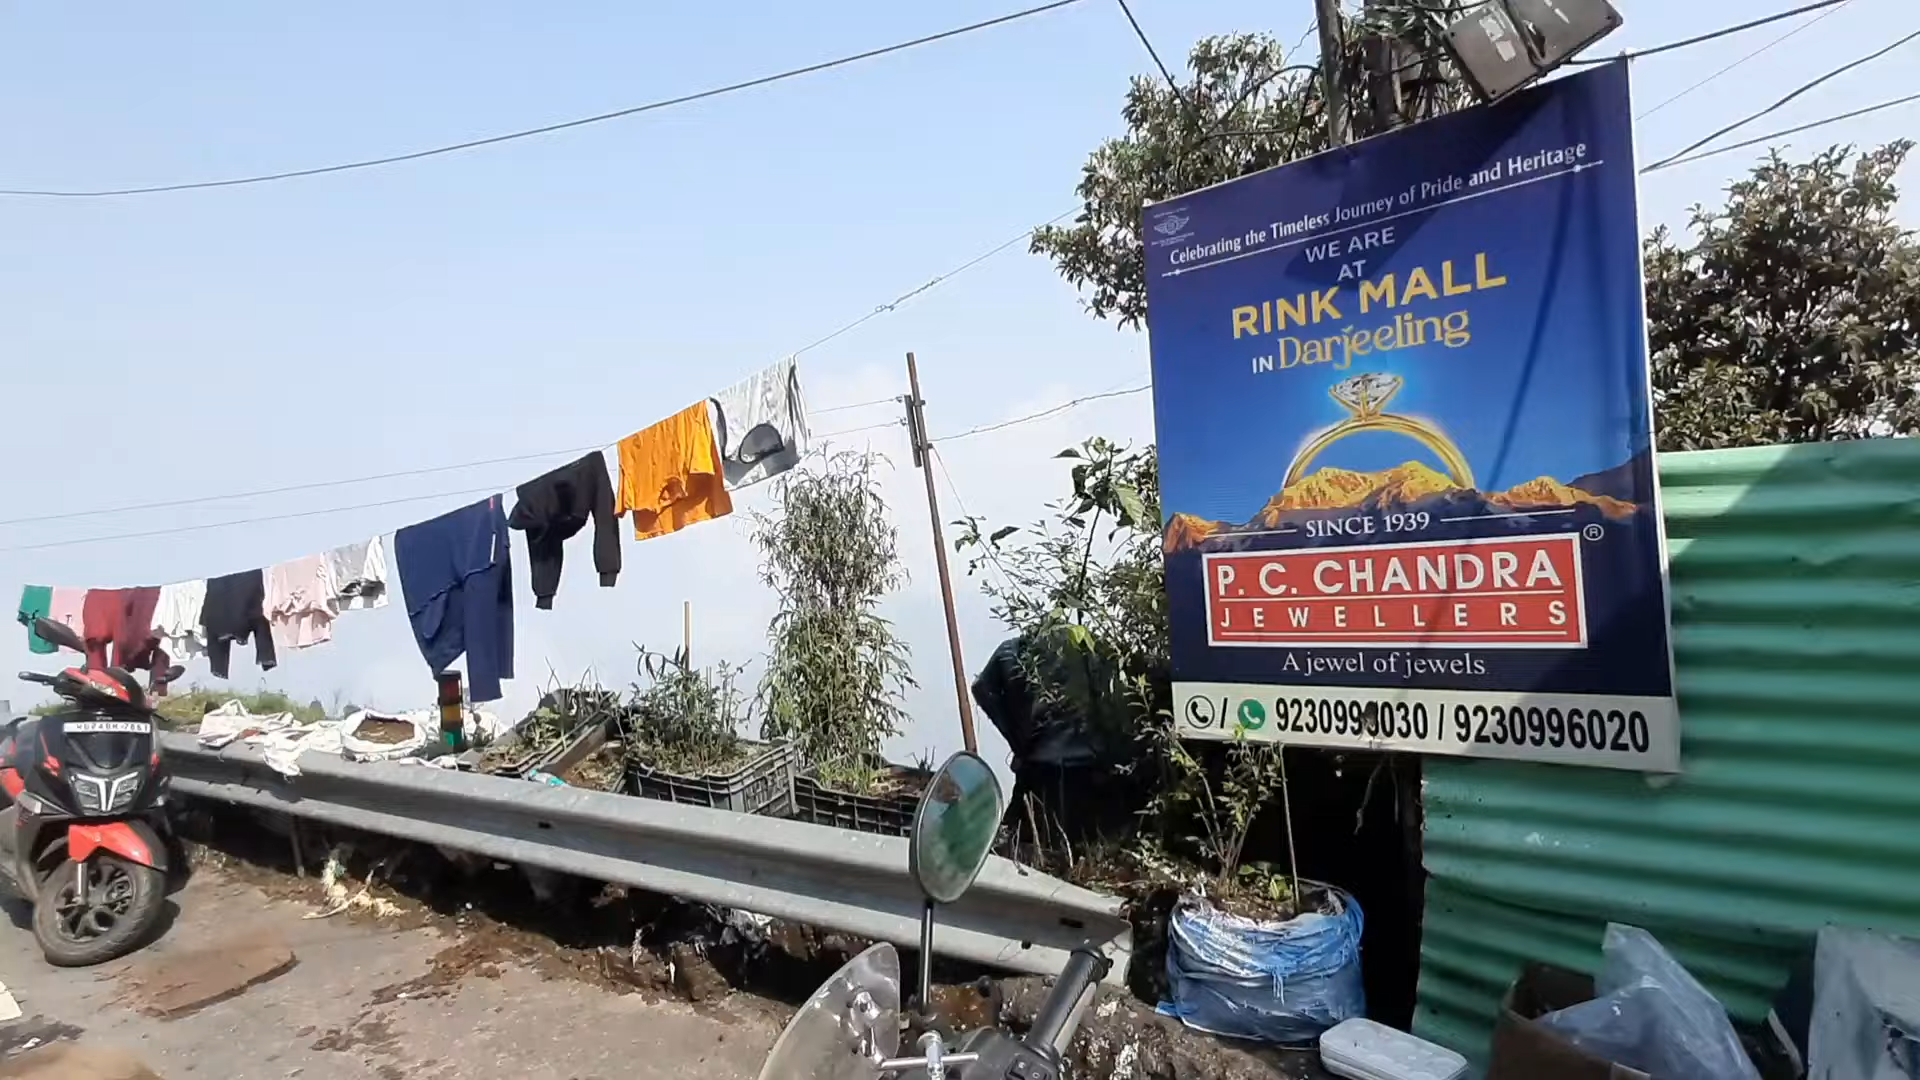 Celebrating the Timeless Journey of Pride and Heritage
WE ARE
AT
RINK MALL
IN Darjeeling
SINCE 1939
P. C. CHANDRA ®
JEWELLERS
A jewel of jewels
/ 9230993030 / 9230996020